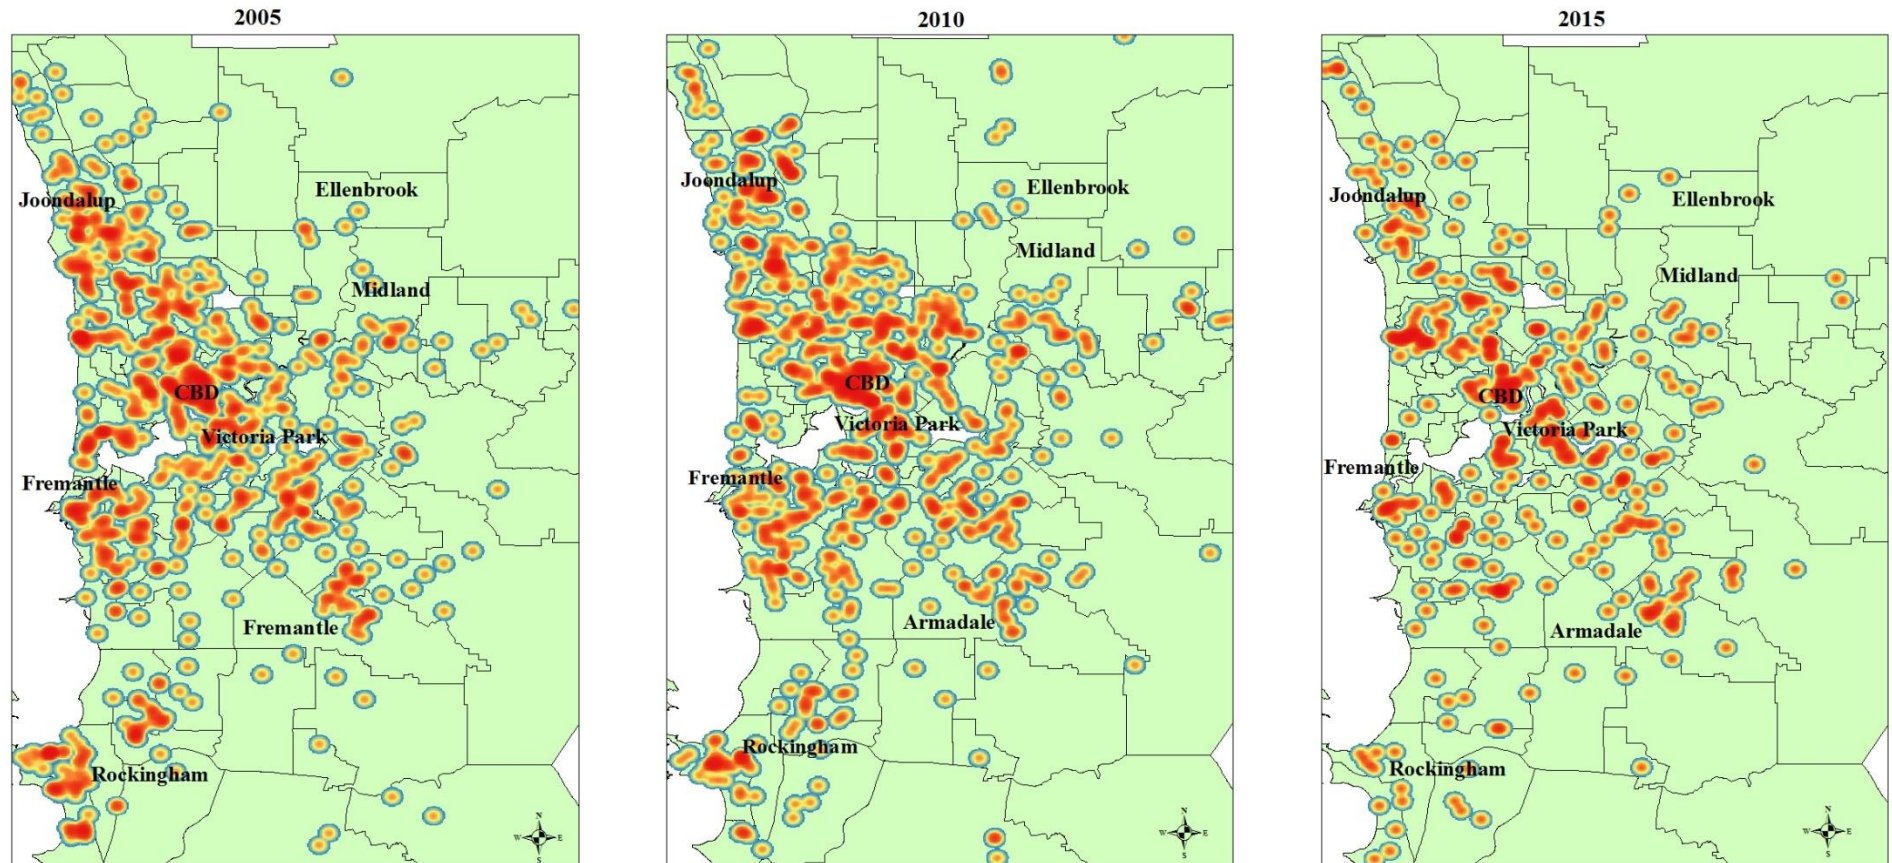 2005
Joondalup
Ellenbrook
Midland
CBD
Victoria Park
Fremantle
Fremantle
Rockingham
N
W E
S
2010
Joondalup
Ellenbrook
Midland
CBD
Victoria Park
Fremantle
Armadale
Rockingham
N
W E
S
2015
Joondalup
Ellenbrook
Midland
CBD
Victoria Park
Fremantle
Armadale
Rockingham
N
W E
S